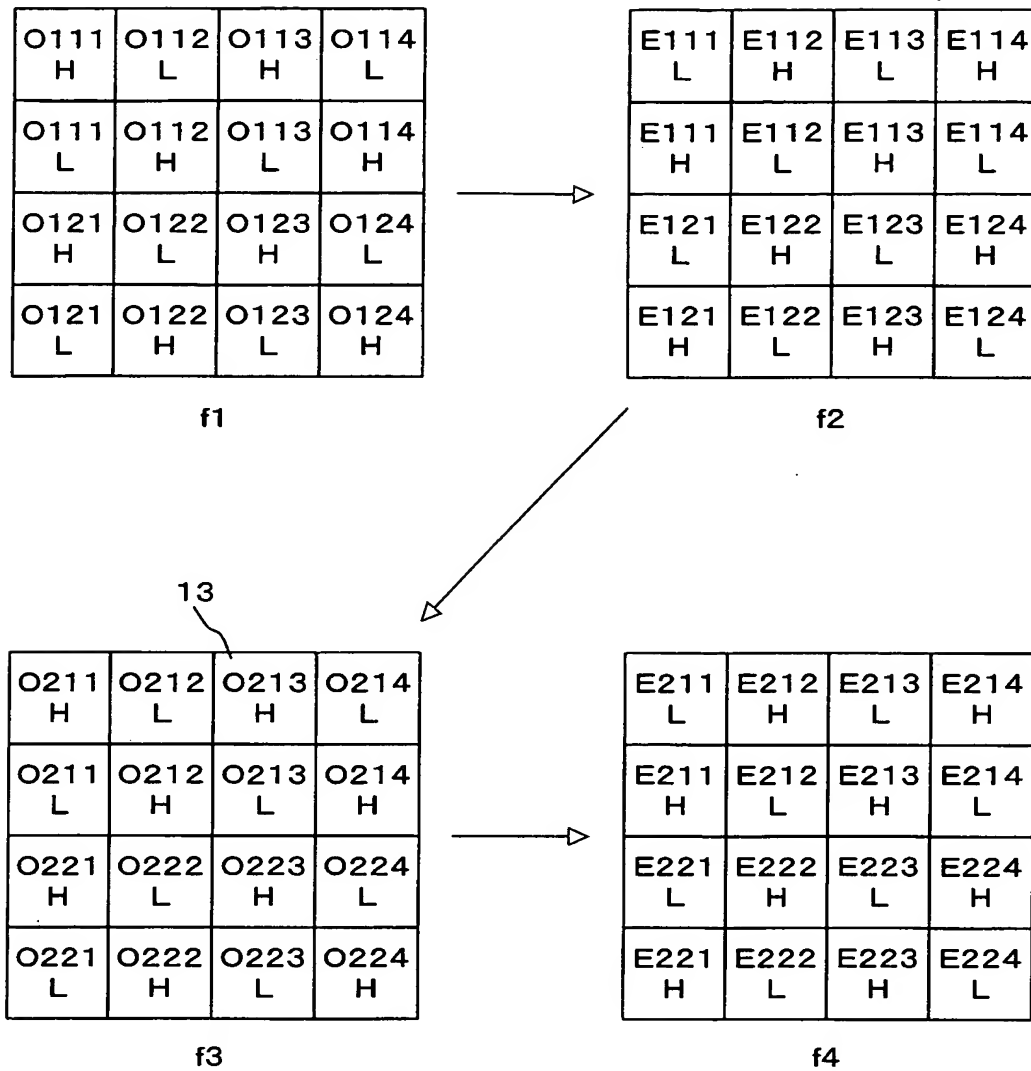 O111 O112 O113 O114
H L H L
O111 O112 O113 O114
L H L H
O121 O122 O123 O124
H L H L
O121 O122 O123 O124
L H L H
f1
E111 E112 E113 E114
L H L H
E111 E112 E113 E114
H L H L
E121 E122 E123 E124
L H L H
E121 E122 E123 E124
H L H L
f2
13
O211 O212 O213 O214
H L H L
O211 O212 O213 O214
L H L H
O221 O222 O223 O224
H L H L
O221 O222 O223 O224
L H L H
f3
E211 E212 E213 E214
L H L H
E211 E212 E213 E214
H L H L
E221 E222 E223 E224
L H L H
E221 E222 E223 E224
H L H L
f4